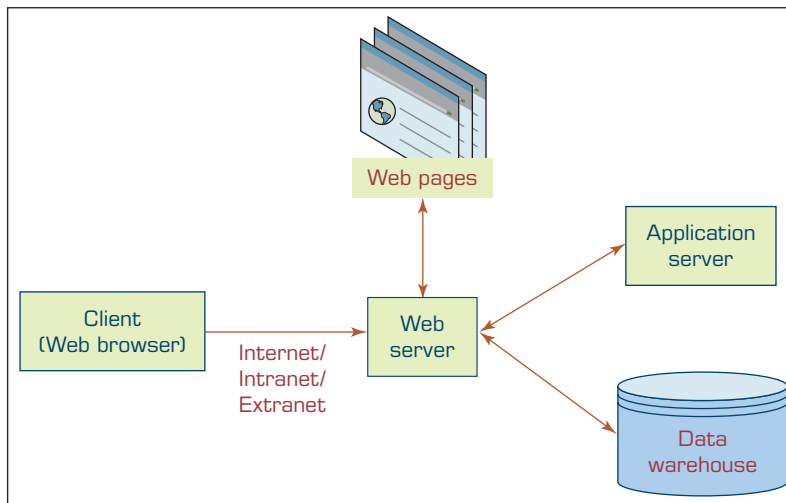 Web pages
Application
server
Client
(Web browser)
Web
server
Internet/
Intranet/
Extranet
Data
warehouse